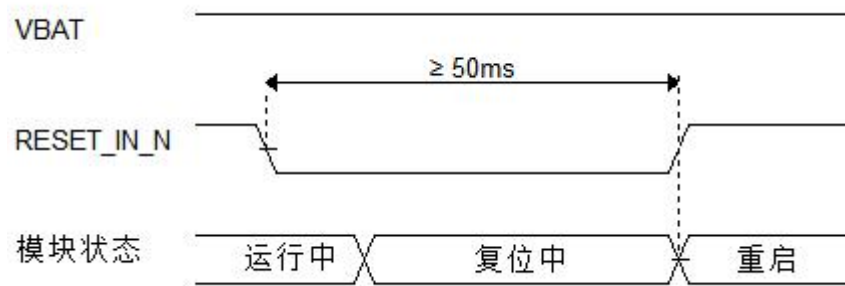 VBAT
≥ 50ms
RESET_IN_N
模块状态
运行中
复位中
重启